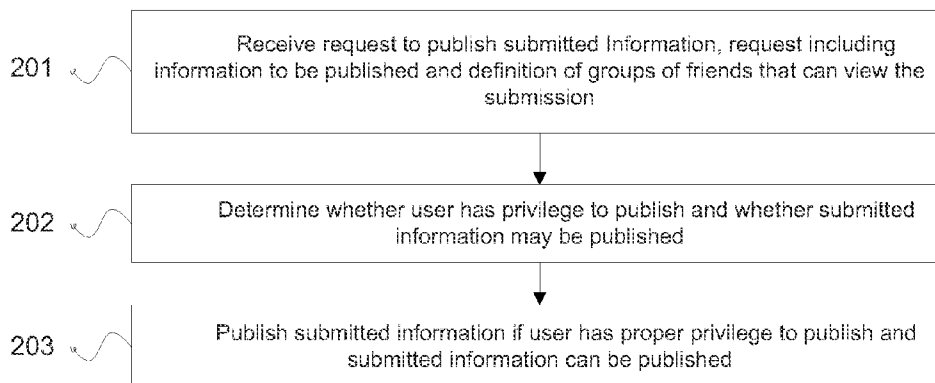 201
Receive request to publish submitted Information, request including
information to be published and definition of groups of friends that can view the
submission
202
Determine whether user has privilege to publish and whether submitted
information may be published
203
Publish submitted information if user has proper privilege to publish and
submitted information can be published